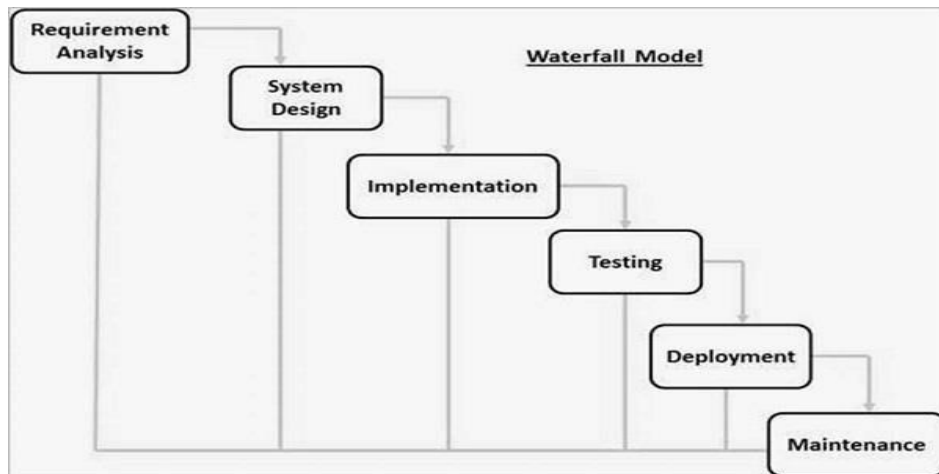 Requirement
Analysis
Waterfall Model
System
Design
Implementation
Testing
Deployment
Maintenance